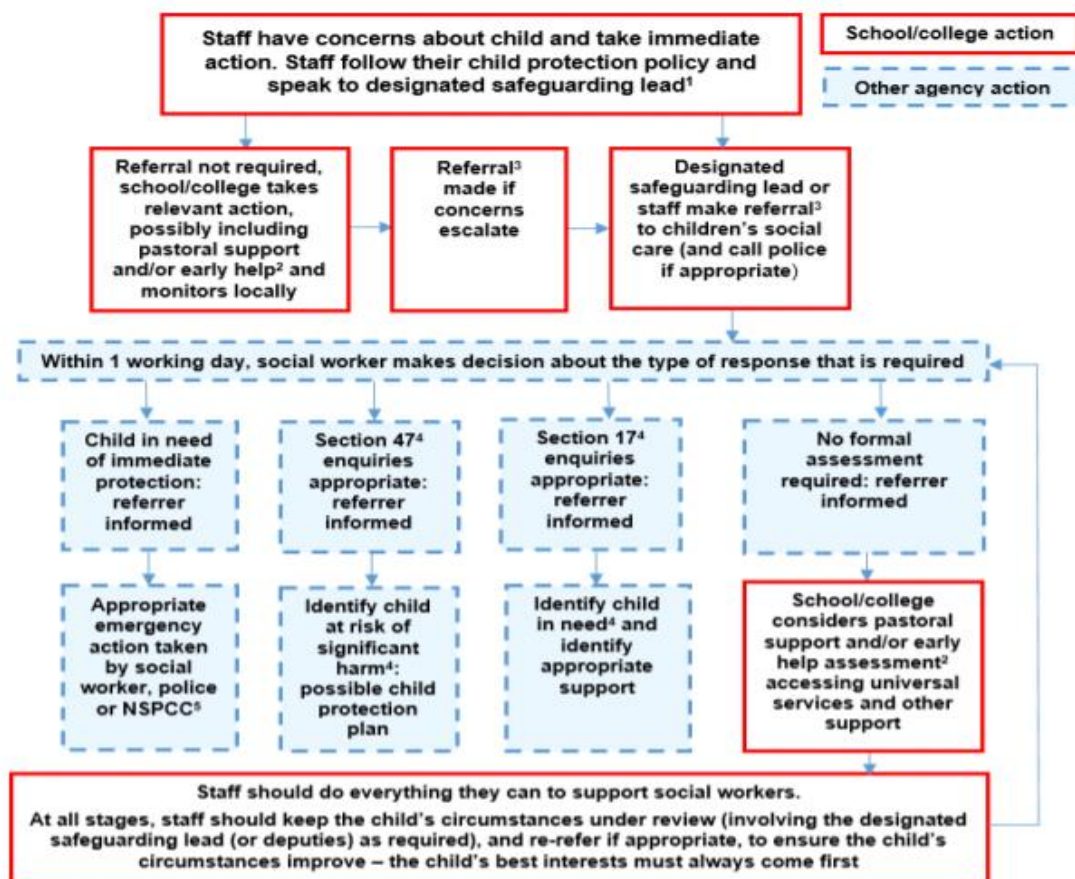 Staff have concerns about child and take immediate
action. Staff follow their child protection policy and
speak to designated safeguarding lead¹
School/college action
Other agency action
Referral not required,
school/college takes
relevant action,
possibly including
pastoral support
and/or early help² and
monitors locally
Referral³
made if
concerns
escalate
Designated
safeguarding lead or
staff make referral³
to children's social
care (and call police
if appropriate)
Within 1 working day, social worker makes decision about the type of response that is required
Child in need
of immediate
protection:
referrer
informed
Section 47⁴
enquiries
appropriate:
referrer
informed
Section 17⁴
enquiries
appropriate:
referrer
informed
No formal
assessment
required: referrer
informed
Appropriate
emergency
action taken
by social
worker, police
or NSPCC⁵
Identify child
at risk of
significant
harm⁴:
possible child
protection
plan
Identify child
in need⁴ and
identify
appropriate
support
School/college
considers pastoral
support and/or early
help assessment²
accessing universal
services and other
support
Staff should do everything they can to support social workers.
At all stages, staff should keep the child's circumstances under review (involving the designated
safeguarding lead (or deputies) as required), and re-refer if appropriate, to ensure the child's
circumstances improve – the child's best interests must always come first